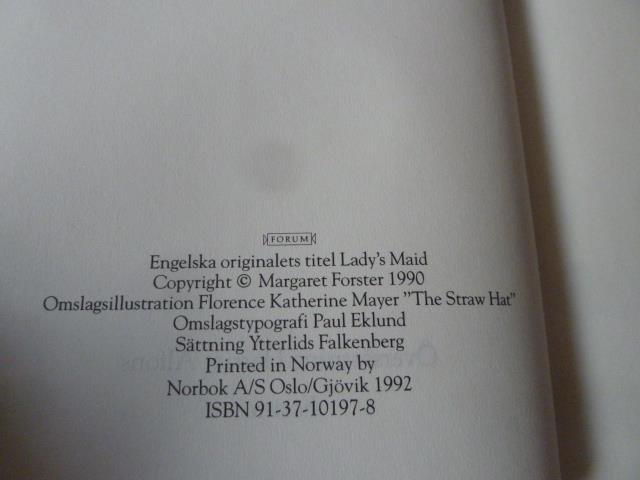 FORUM
Engelska originalets titel Lady's Maid
Copyright © Margaret Forster 1990
Omslagsillustration Florence Katherine Mayer "The Straw Hat"
Omslagstypografi Paul Eklund
Sättning Ytterlids Falkenberg
Printed in Norway by
Norbok A/S Oslo/Gjövik 1992
ISBN 91-37-10197-8